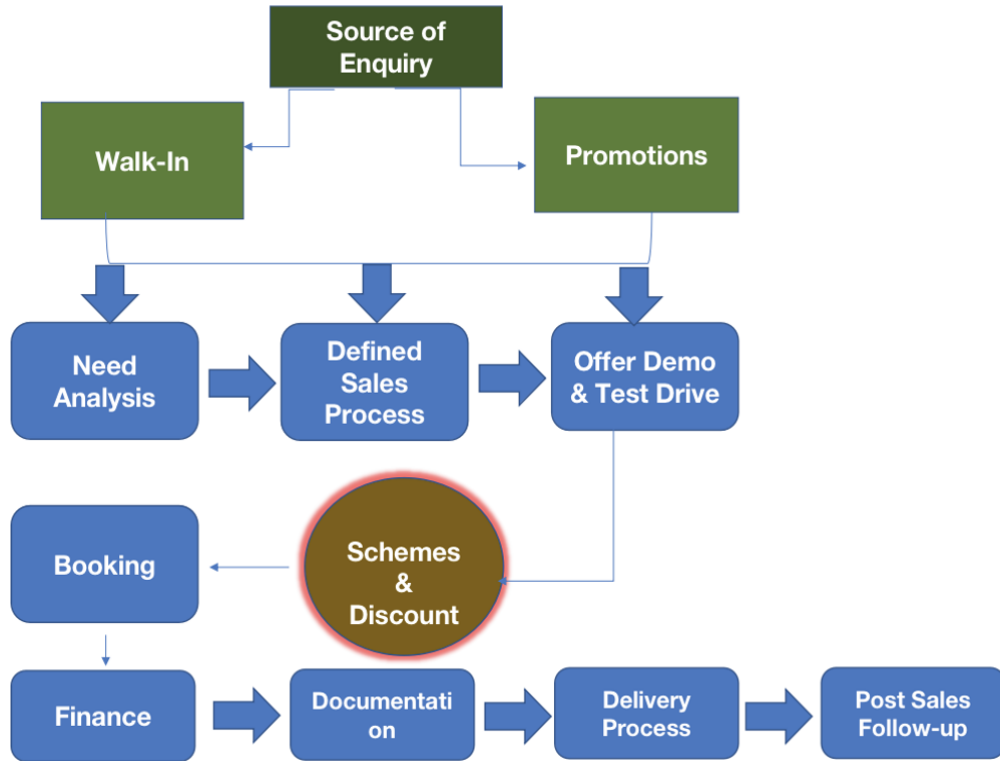 Source of
Enquiry
Walk-In
Promotions
Need
Analysis
Defined
Sales
Process
Offer Demo
& Test Drive
Schemes
&
Discount
Booking
Finance
Documentati
on
Delivery
Process
Post Sales
Follow-up